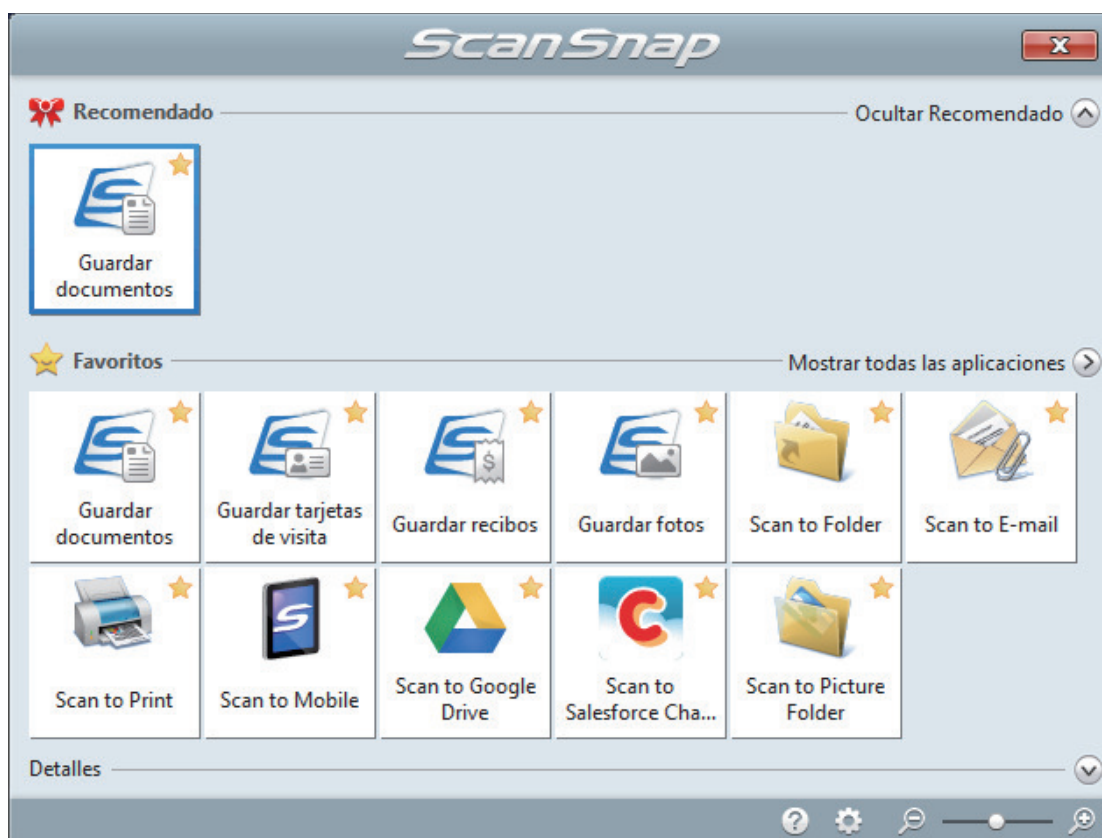 ScanSnap
Recomendado
Ocultar Recomendado
Guardar
documentos
Favoritos
Mostrar todas las aplicaciones
Guardar
documentos
Guardar tarjetas
de visita
Guardar recibos
Guardar fotos
Scan to Folder
Scan to E-mail
Scan to Print
Scan to Mobile
Scan to Google
Drive
Scan to
Salesforce Cha...
Scan to Picture
Folder
Detalles